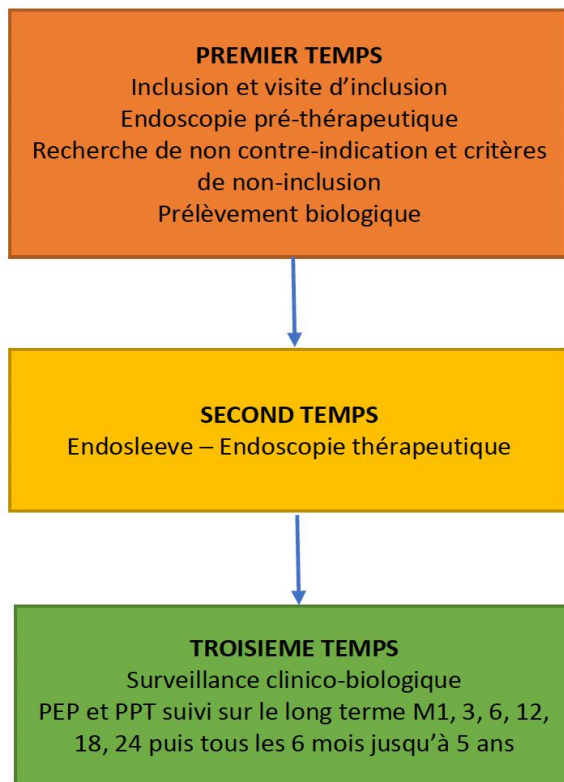 PREMIER TEMPS
Inclusion et visite d’inclusion
Endoscopie pré-thérapeutique
Recherche de non contre-indication et critères
de non-inclusion
Prélèvement biologique
SECOND TEMPS
Endosleeve – Endoscopie thérapeutique
TROISIEME TEMPS
Surveillance clinico-biologique
PEP et PPT suivi sur le long terme M1, 3, 6, 12,
18, 24 puis tous les 6 mois jusqu’à 5 ans